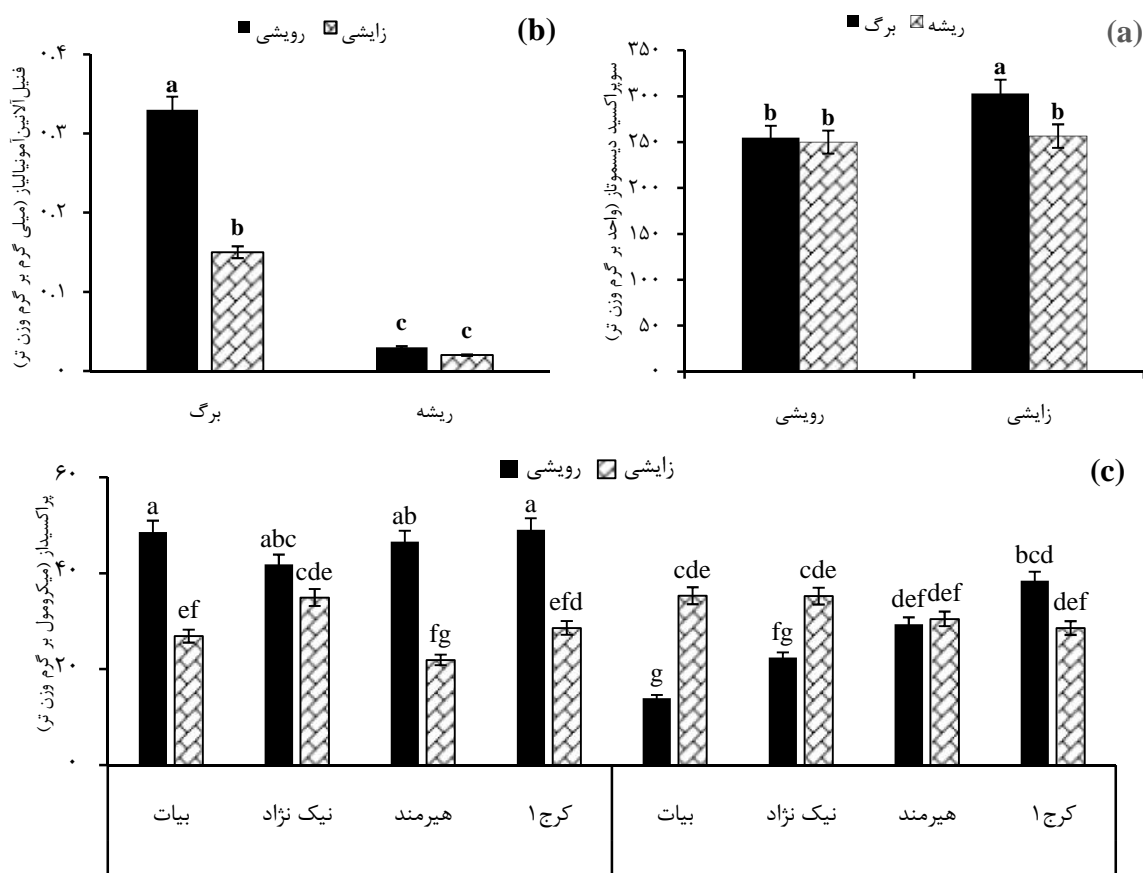 (b)
■ رویشی زایشی
فنیل آلانین آمونیالیاز (میلی گرم بر گرم وزن تر)
۰.۴
۰.۳
۰.۲
۰.۱
۰
a
b
c
c
برگ
ریشه
(a)
■ برگ ریشه
سوپراکسید دیسموتاز (واحد بر گرم وزن تر)
۳۵۰
۳۰۰
۲۵۰
۲۰۰
۱۵۰
۱۰۰
۵۰
۰
b
b
a
b
رویشی
زایشی
(c)
■ رویشی زایشی
پراکسیداز (میکرومول بر گرم وزن تر)
۶۰
۴۰
۲۰
۰
a
ef
abc
cde
ab
fg
a
efd
g
cde
fg
cde
def
def
bcd
def
بیات
نیک نژاد
هیرمند
کرج۱
بیات
نیک نژاد
هیرمند
کرج۱